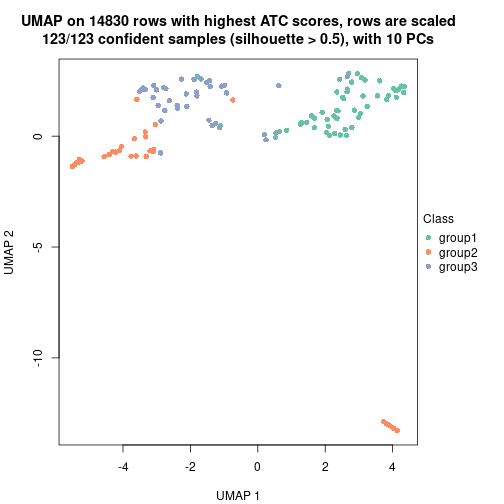 UMAP on 14830 rows with highest ATC scores, rows are scaled
123/123 confident samples (silhouette > 0.5), with 10 PCs
UMAP 2
0
-5
-10
Class
group1
group2
group3
-4
-2
0
2
4
UMAP 1